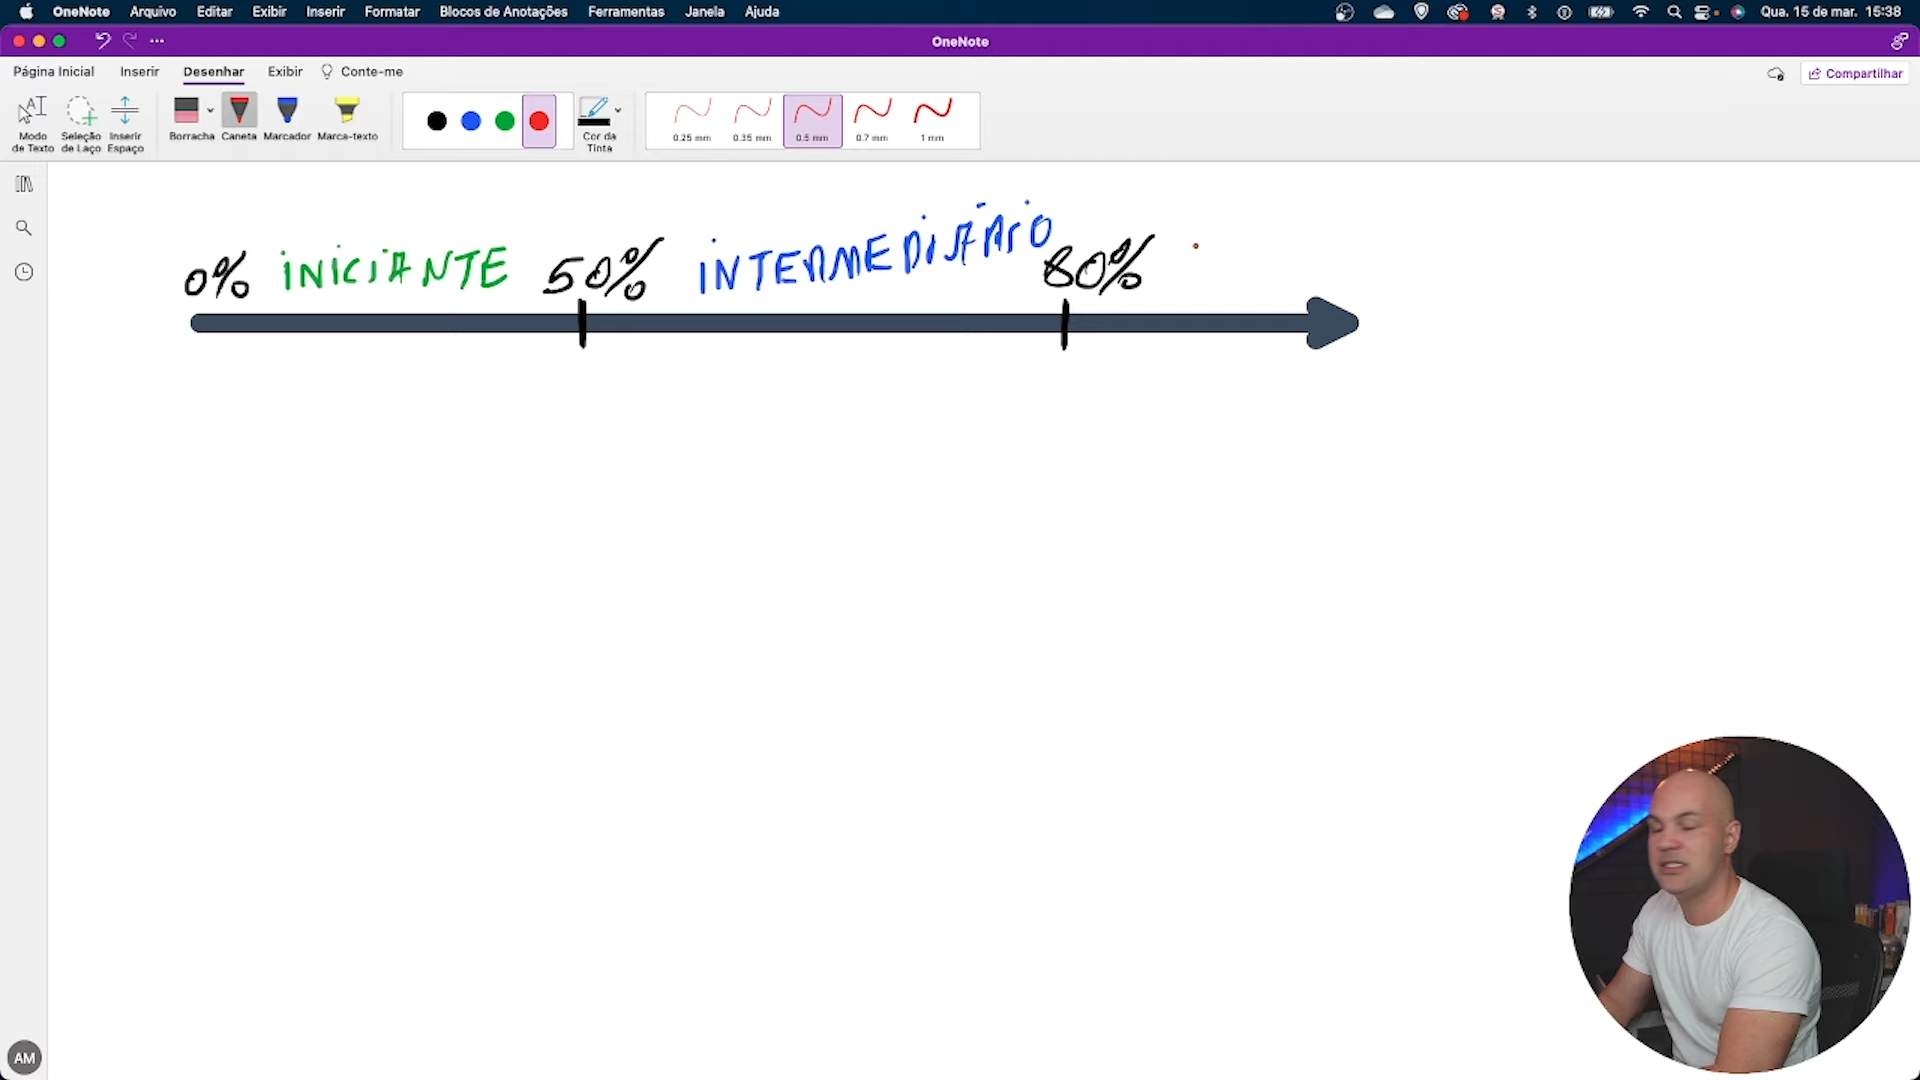 OneNote Arquivo Editar Exibir Inserir Formatar Blocos de Anotações Ferramentas Janela Ajuda Qua. 15 de mar. 15:38
OneNote
Página Inicial Inserir Desenhar Exibir Conte-me Compartilhar
Modo de Texto
Seleção de Laço
Inserir Espaço
Borracha
Caneta
Marcador
Marca-texto
Cor da Tinta
0.25 mm 0.35 mm 0.5 mm 0.7 mm 1 mm
0% INICIANTE 50% INTERMEDIÁRIO 80%
AM